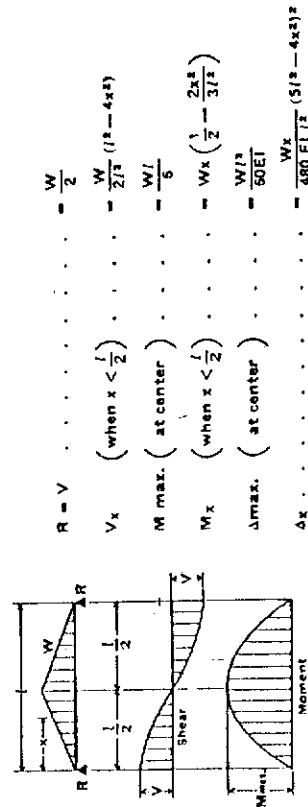 l
x
W
R R
l/2 l/2
V
Shear
V
M max.
Moment
R = V . . . . . . . . = W/2
Vx (when x < l/2) . . . . = W/2l² (l² − 4x²)
M max. (at center) . . . . = Wl/6
Mx (when x < l/2) . . . . = Wx (1/2 − 2x²/3l²)
Δmax. (at center) . . . . = Wl³/60EI
Δx . . . . . . . . = Wx/480 EI l² (5l² − 4x²)²